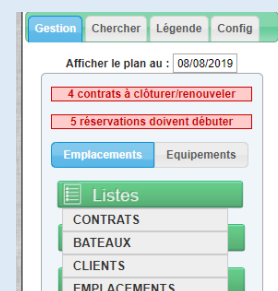 Gestion Chercher Légende Config
Afficher le plan au : 08/08/2019
4 contrats à clôturer/renouveler
5 réservations doivent débuter
Emplacements Equipements
Listes
CONTRATS
BATEAUX
CLIENTS
EMPLACEMENTS